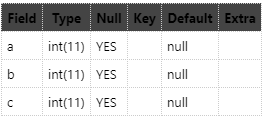 Field Type Null Key Default Extra
a int(11) YES null
b int(11) YES null
c int(11) YES null